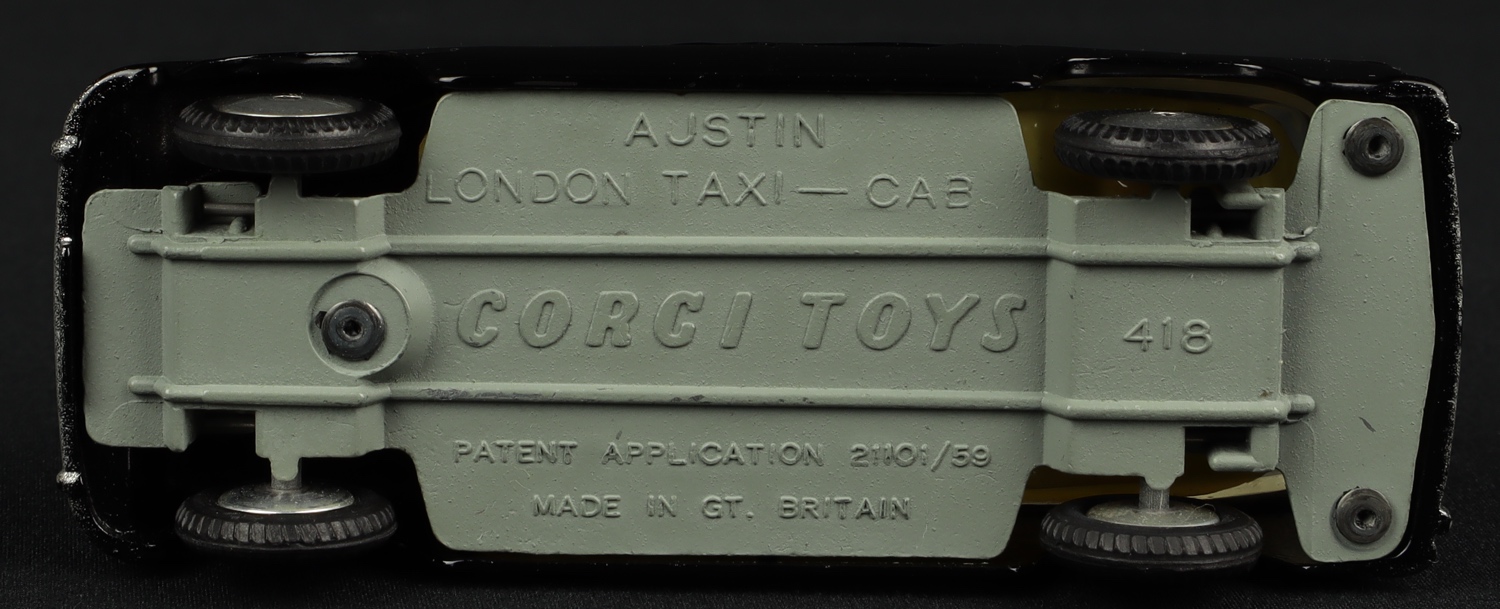 AUSTIN
LONDON TAXI — CAB
CORGI TOYS
418
PATENT APPLICATION 21101/59
MADE IN GT. BRITAIN